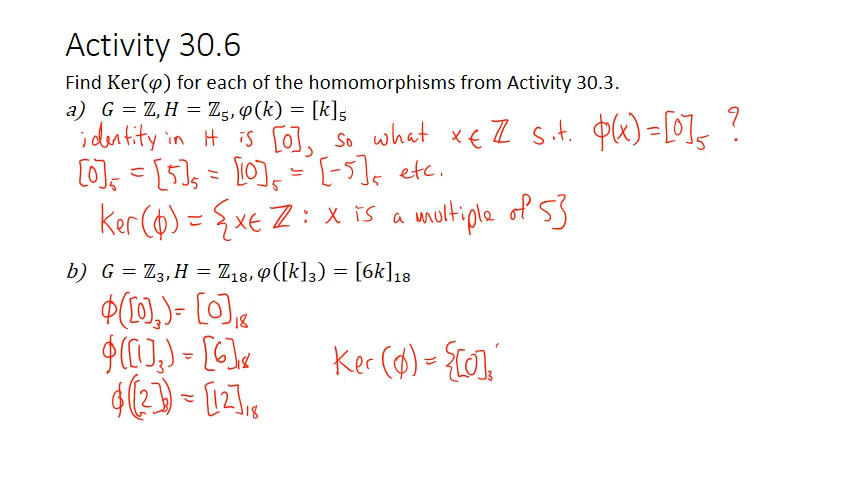 Activity 30.6
Find Ker(φ) for each of the homomorphisms from Activity 30.3.
a) G = ℤ, H = ℤ₅, φ(k) = [k]₅
identity in H is [0], so what x ∈ ℤ s.t. ϕ(x) = [0]₅ ?
[0]₅ = [5]₅ = [10]₅ = [-5]₅ etc.
Ker(ϕ) = {x ∈ ℤ : x is a multiple of 5}
b) G = ℤ₃, H = ℤ₁₈, φ([k]₃) = [6k]₁₈
ϕ([0]₃) = [0]₁₈
ϕ([1]₃) = [6]₁₈
Ker(ϕ) = {[0]₃
ϕ([2]₃) = [12]₁₈